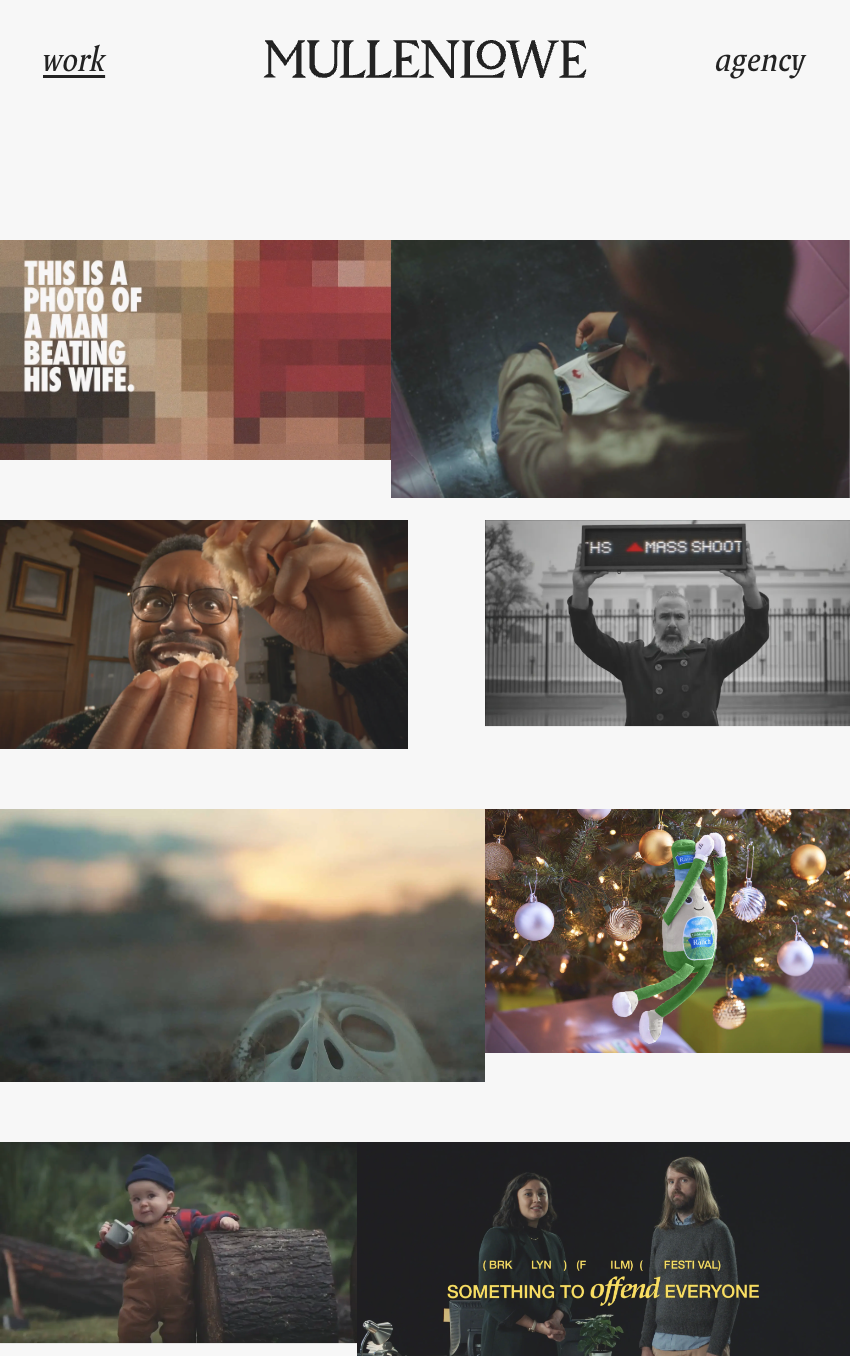 work
MULLENLOWE
agency
THIS IS A
PHOTO OF
A MAN
BEATING
HIS WIFE.
THS ▲ MASS SHOOT
Ranch
( BRK LYN ) (F ILM) ( FESTI VAL)
SOMETHING TO offend EVERYONE